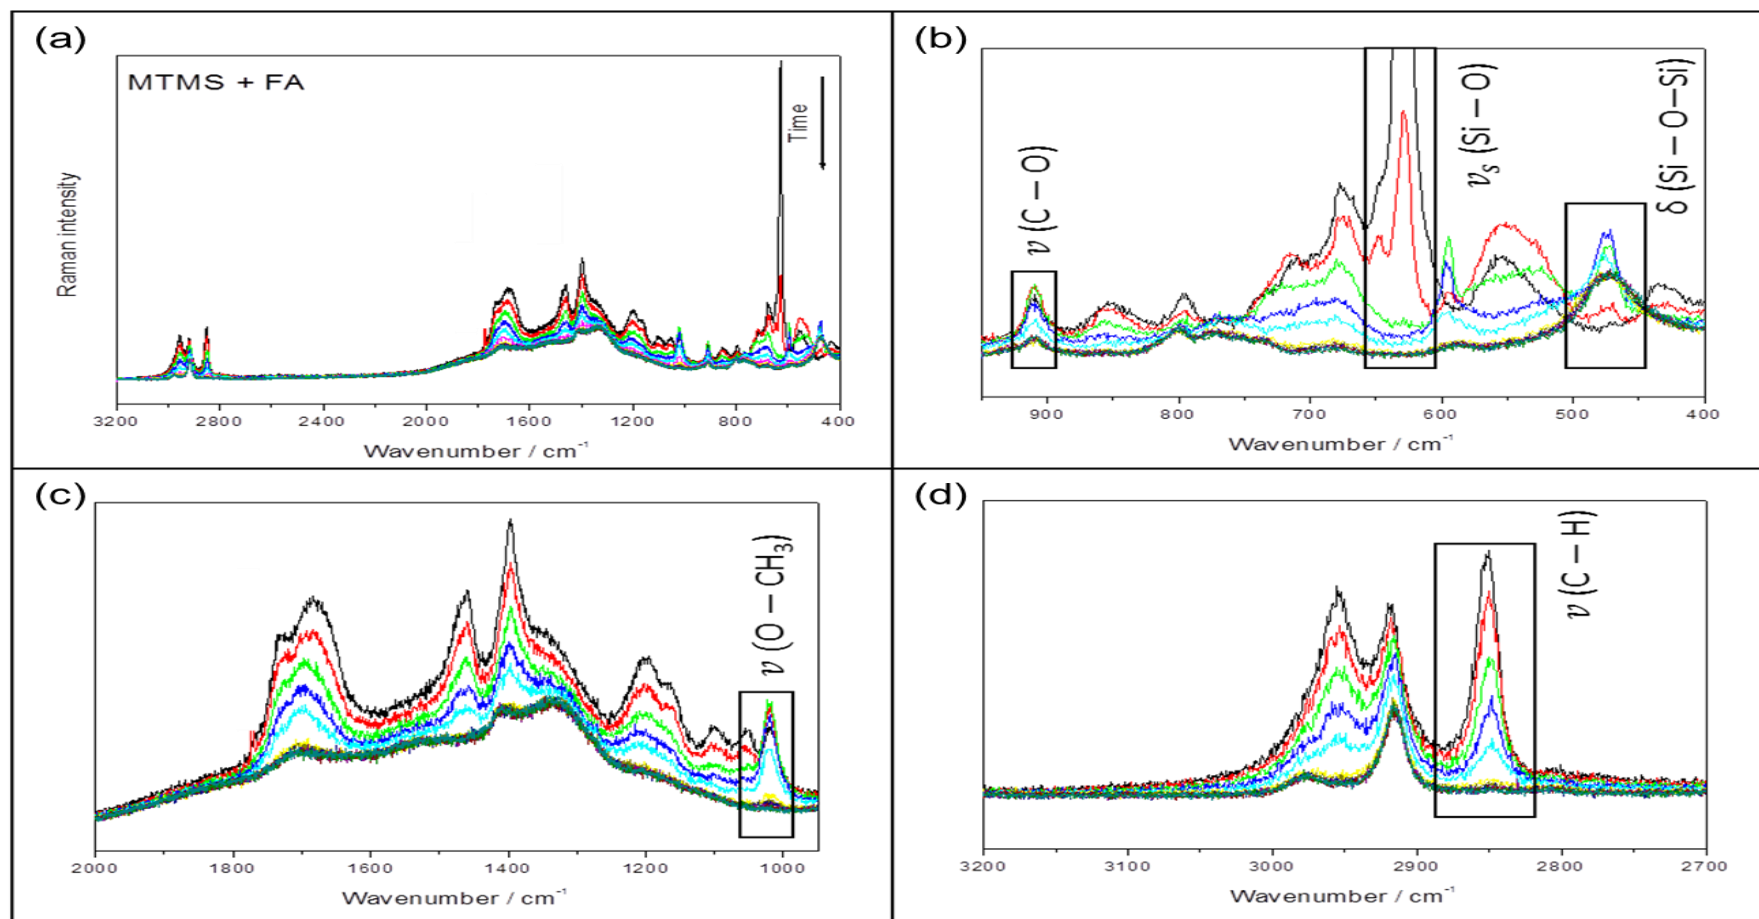 (a)
MTMS + FA
Time
Raman intensity
3200 2800 2400 2000 1600 1200 800 400
Wavenumber / cm⁻¹
(b)
ν (C – O)
νₛ (Si – O)
δ (Si – O – Si)
900 800 700 600 500 400
Wavenumber / cm⁻¹
(c)
ν (O – CH₃)
2000 1800 1600 1400 1200 1000
Wavenumber / cm⁻¹
(d)
ν (C – H)
3200 3100 3000 2900 2800 2700
Wavenumber / cm⁻¹